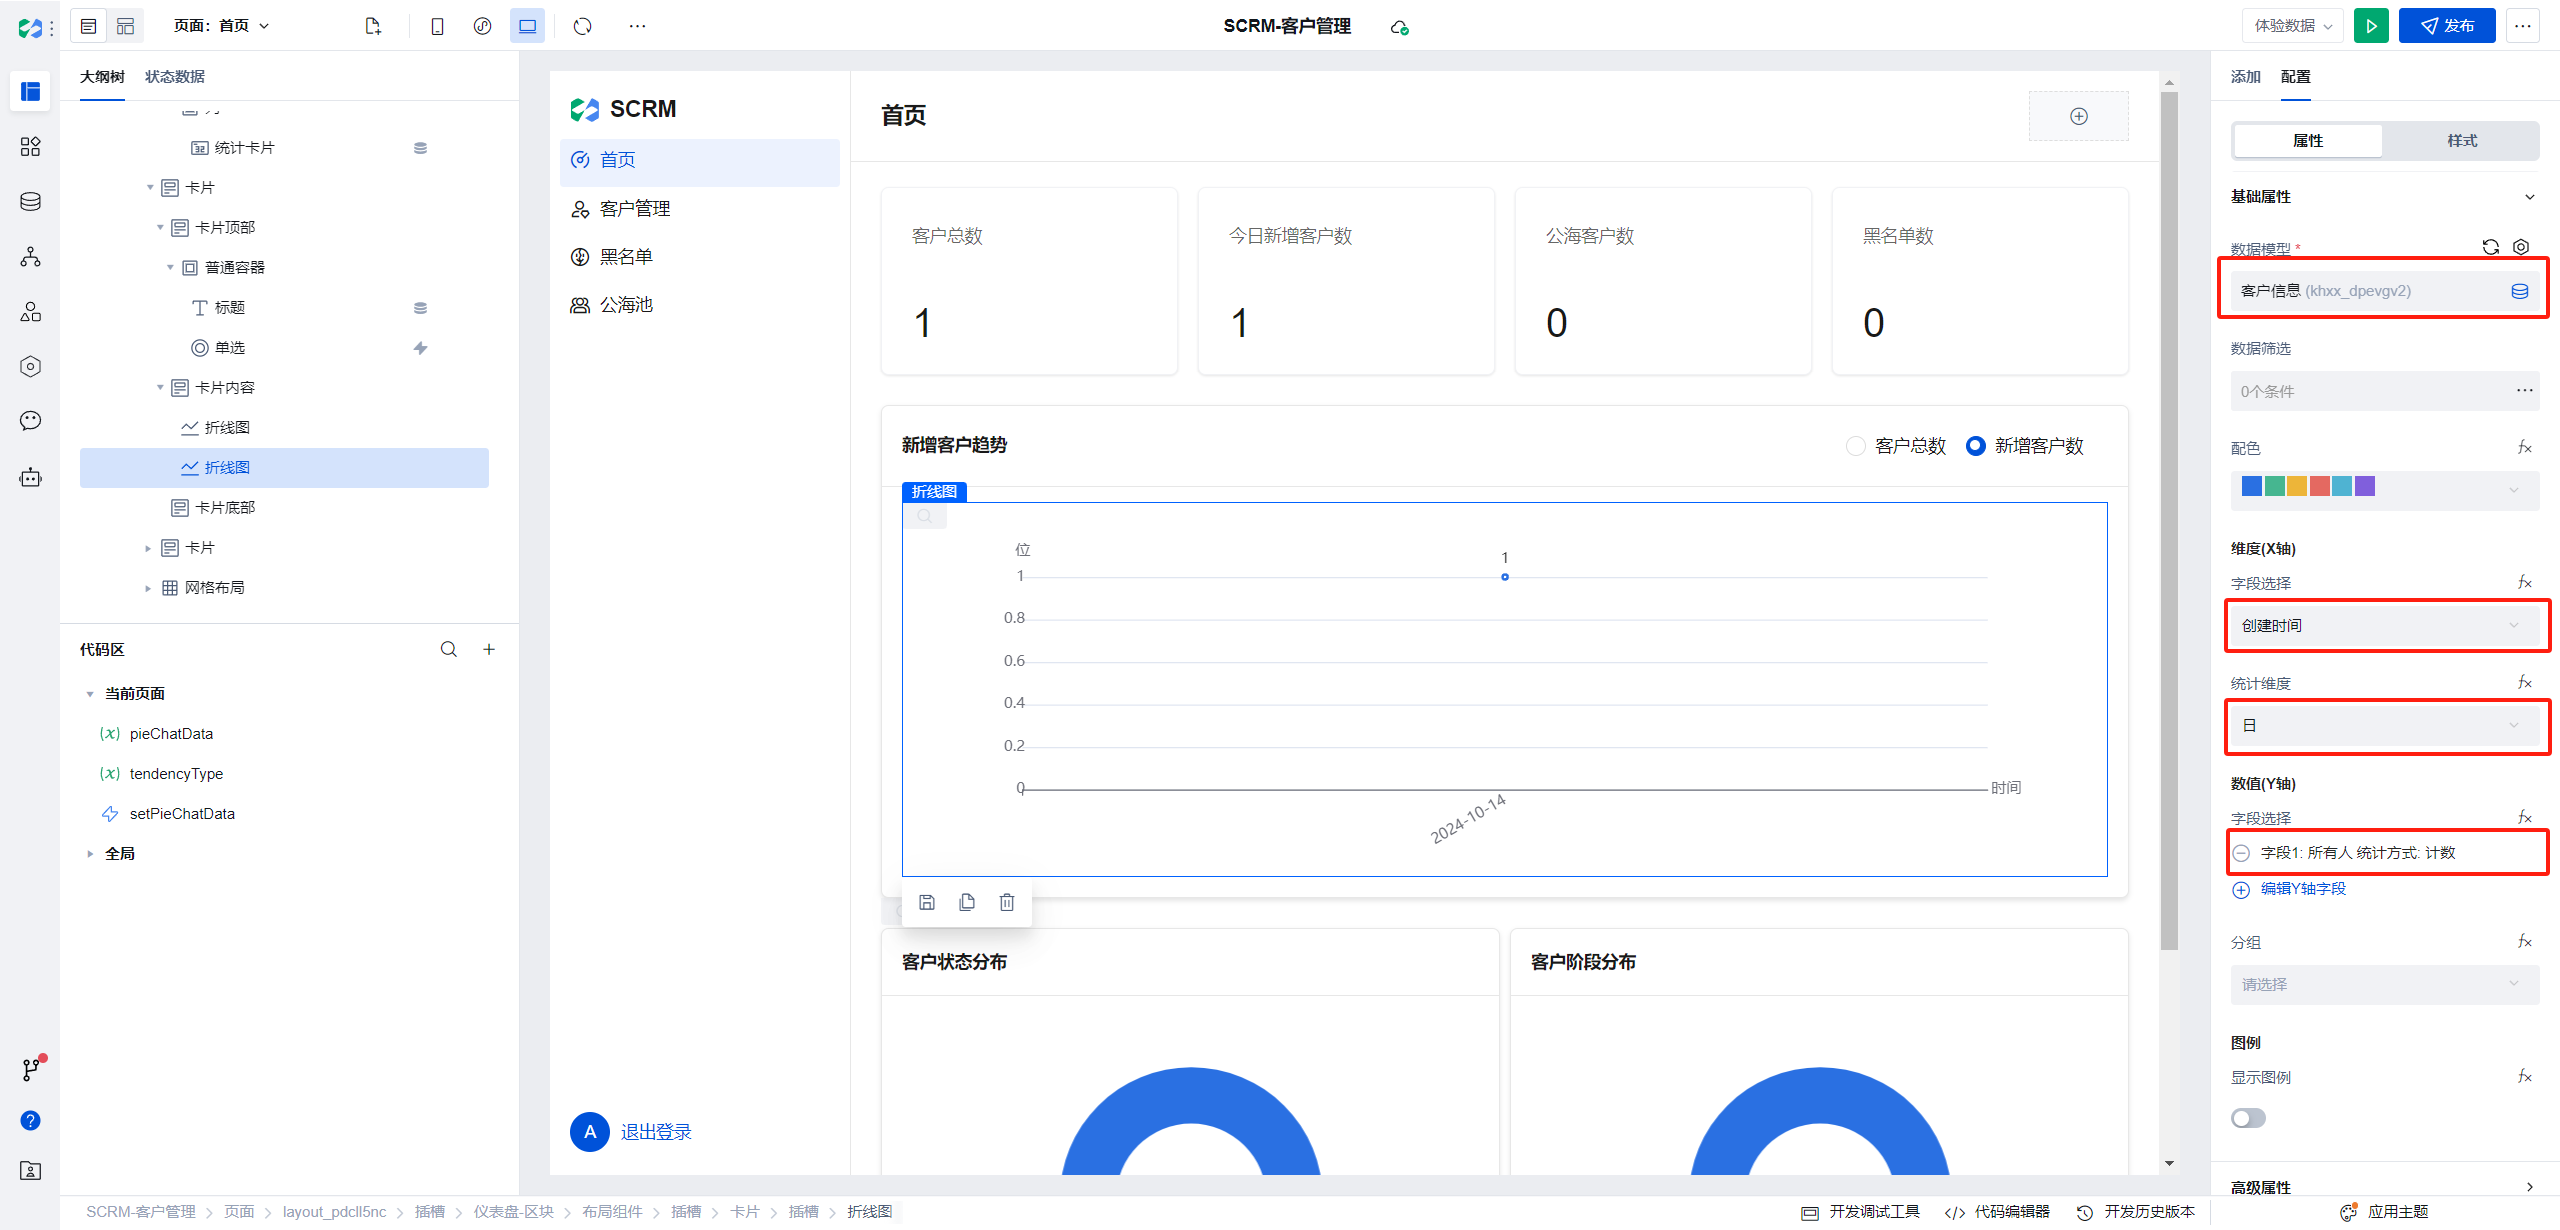 页面：首页
SCRM-客户管理
体验数据
发布
大纲树
状态数据
统计卡片
卡片
卡片顶部
普通容器
标题
单选
卡片内容
折线图
折线图
卡片底部
卡片
网格布局
代码区
当前页面
(x) pieChatData
(x) tendencyType
setPieChatData
全局
SCRM
首页
客户管理
黑名单
公海池
A
退出登录
首页
客户总数
1
今日新增客户数
1
公海客户数
0
黑名单数
0
新增客户趋势
客户总数
新增客户数
折线图
位
1
1
0.8
0.6
0.4
0.2
0
时间
2024-10-14
客户状态分布
客户阶段分布
添加
配置
属性
样式
基础属性
数据模型 *
客户信息 (khxx_dpevgv2)
数据筛选
0个条件
配色
fx
维度(X轴)
字段选择
fx
创建时间
统计维度
fx
日
数值(Y轴)
字段选择
fx
字段1: 所有人 统计方式: 计数
编辑Y轴字段
分组
fx
请选择
图例
显示图例
fx
高级属性
SCRM-客户管理 > 页面 > layout_pdcll5nc > 插槽 > 仪表盘-区块 > 布局组件 > 插槽 > 卡片 > 插槽 > 折线图
开发调试工具
代码编辑器
开发历史版本
应用主题